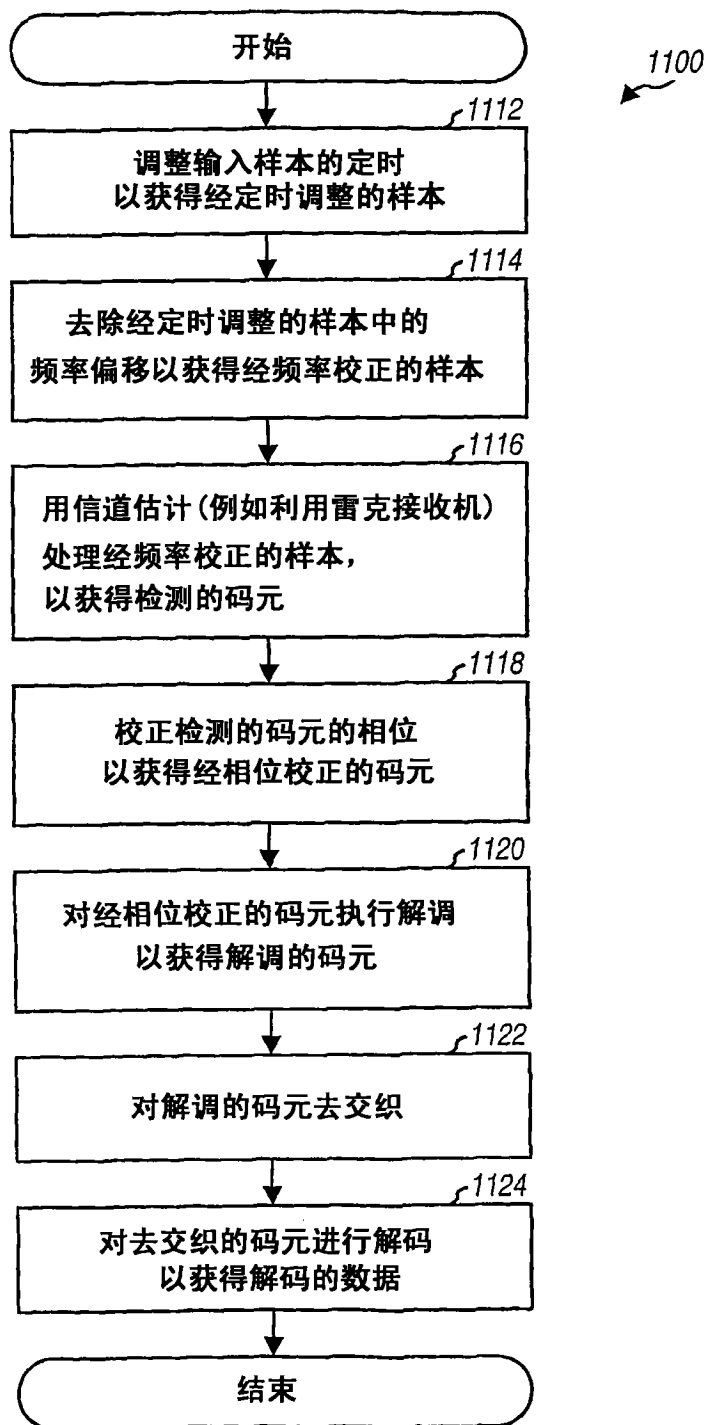 开始
1100
1112
调整输入样本的定时
以获得经定时调整的样本
1114
去除经定时调整的样本中的
频率偏移以获得经频率校正的样本
1116
用信道估计(例如利用雷克接收机)
处理经频率校正的样本,
以获得检测的码元
1118
校正检测的码元的相位
以获得经相位校正的码元
1120
对经相位校正的码元执行解调
以获得解调的码元
1122
对解调的码元去交织
1124
对去交织的码元进行解码
以获得解码的数据
结束